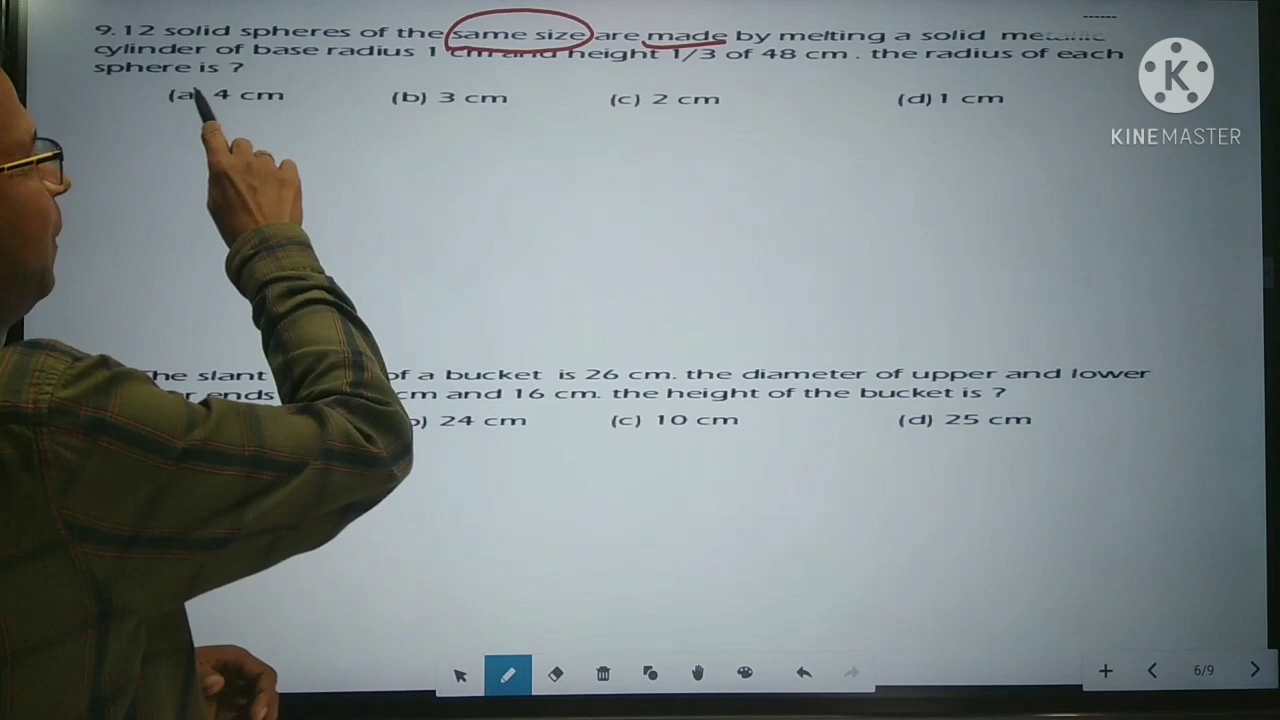 9.12 solid spheres of the same size are made by melting a solid
cylinder of base radius 1 cm and height 1/3 of 48 cm . the radius of each
sphere is ?
(a) 4 cm (b) 3 cm (c) 2 cm (d) 1 cm
KINEMASTER
The slant of a bucket is 26 cm. the diameter of upper and lower
ends cm and 16 cm. the height of the bucket is ?
24 cm (c) 10 cm (d) 25 cm
6/9